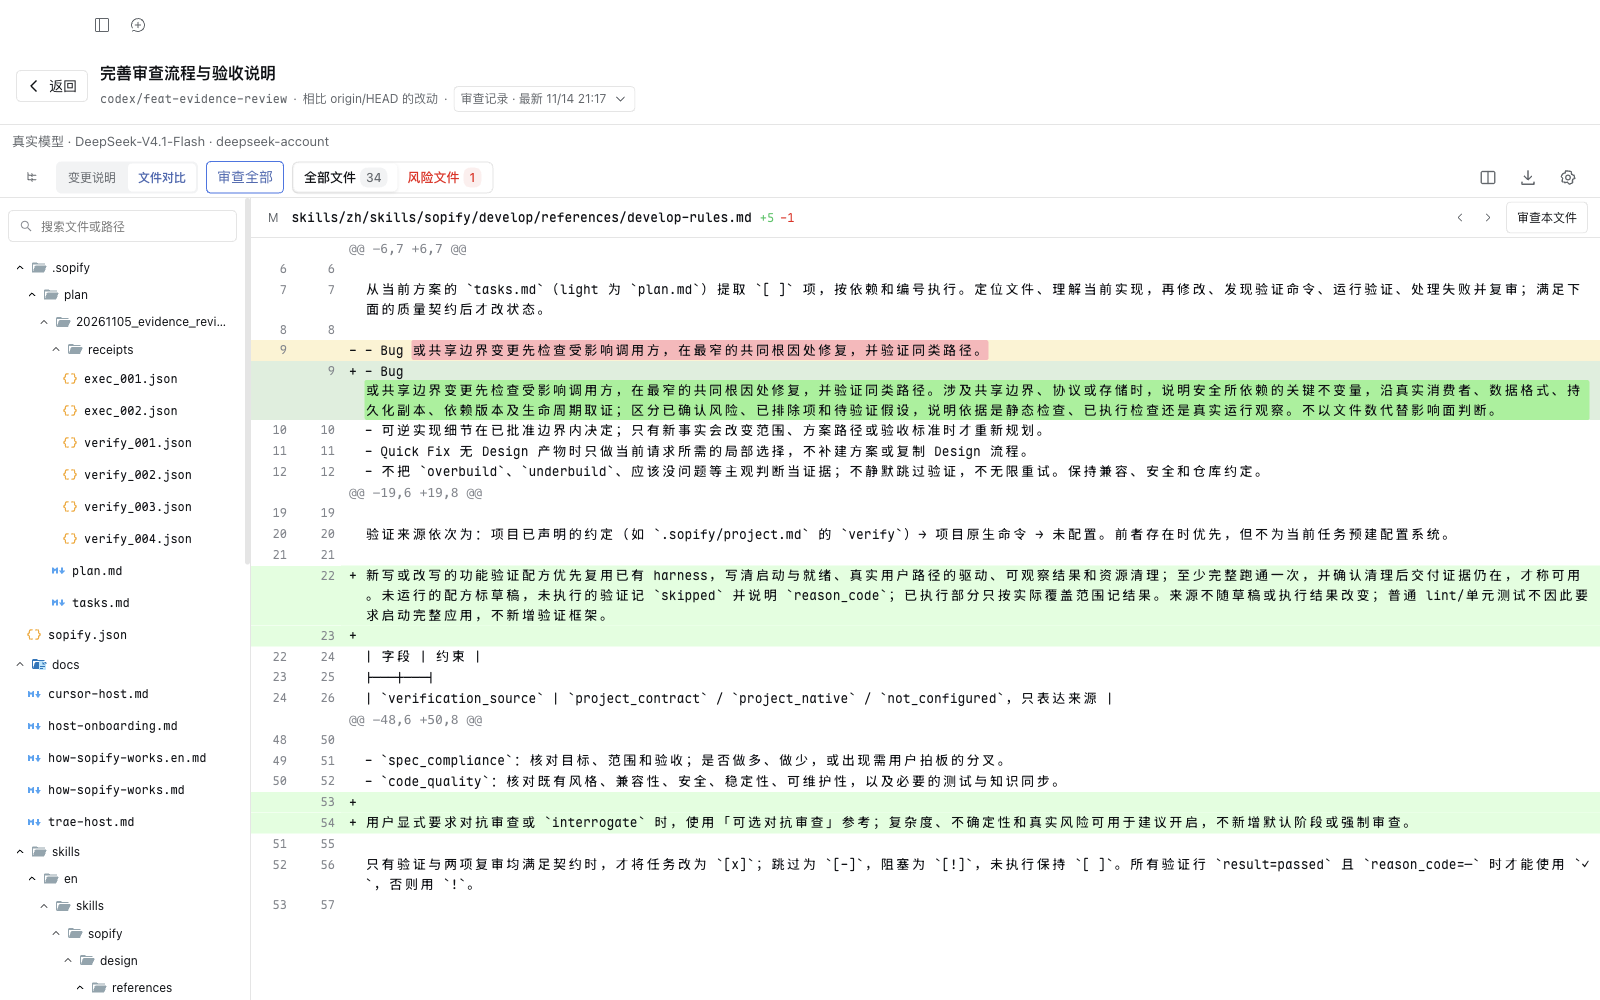 返回
完善审查流程与验收说明
codex/feat-evidence-review · 相比 origin/HEAD 的改动 ·
审查记录 · 最新 11/14 21:17
真实模型 · DeepSeek-V4.1-Flash · deepseek-account
变更说明
文件对比
审查全部
全部文件 34
风险文件 1
搜索文件或路径
.sopify
plan
20261105_evidence_revi...
receipts
exec_001.json
exec_002.json
verify_001.json
verify_002.json
verify_003.json
verify_004.json
plan.md
tasks.md
sopify.json
docs
cursor-host.md
host-onboarding.md
how-sopify-works.en.md
how-sopify-works.md
trae-host.md
skills
en
skills
sopify
design
references
M skills/zh/skills/sopify/develop/references/develop-rules.md +5 −1
审查本文件
@@ −6,7 +6,7 @@
6 6
7 7 从当前方案的 `tasks.md`（light 为 `plan.md`）提取 `[ ]` 项，按依赖和编号执行。定位文件、理解当前实现，再修改、发现验证命令、运行验证、处理失败并复审；满足下
面的质量契约后才改状态。
8 8
9 - - Bug 或共享边界变更先检查受影响调用方，在最窄的共同根因处修复，并验证同类路径。
9 + - Bug
或共享边界变更先检查受影响调用方，在最窄的共同根因处修复，并验证同类路径。涉及共享边界、协议或存储时，说明安全所依赖的关键不变量，沿真实消费者、数据格式、持
久化副本、依赖版本及生命周期取证；区分已确认风险、已排除项和待验证假设，说明依据是静态检查、已执行检查还是真实运行观察。不以文件数代替影响面判断。
10 10 - 可逆实现细节在已批准边界内决定；只有新事实会改变范围、方案路径或验收标准时才重新规划。
11 11 - Quick Fix 无 Design 产物时只做当前请求所需的局部选择，不补建方案或复制 Design 流程。
12 12 - 不把 `overbuild`、`underbuild`、应该没问题等主观判断当证据；不静默跳过验证，不无限重试。保持兼容、安全和仓库约定。
@@ −19,6 +19,8 @@
19 19
20 20 验证来源依次为：项目已声明的约定（如 `.sopify/project.md` 的 `verify`）→ 项目原生命令 → 未配置。前者存在时优先，但不为当前任务预建配置系统。
21 21
22 + 新写或改写的功能验证配方优先复用已有 harness，写清启动与就绪、真实用户路径的驱动、可观察结果和资源清理；至少完整跑通一次，并确认清理后交付证据仍在，才称可用
。未运行的配方标草稿，未执行的验证记 `skipped` 并说明 `reason_code`；已执行部分只按实际覆盖范围记结果。来源不随草稿或执行结果改变；普通 lint/单元测试不因此要
求启动完整应用，不新增验证框架。
23 +
22 24 | 字段 | 约束 |
23 25 |---|---|
24 26 | `verification_source` | `project_contract` / `project_native` / `not_configured`，只表达来源 |
@@ −48,6 +50,8 @@
48 50
49 51 - `spec_compliance`：核对目标、范围和验收；是否做多、做少，或出现需用户拍板的分叉。
50 52 - `code_quality`：核对既有风格、兼容性、安全、稳定性、可维护性，以及必要的测试与知识同步。
53 +
54 + 用户显式要求对抗审查或 `interrogate` 时，使用「可选对抗审查」参考；复杂度、不确定性和真实风险可用于建议开启，不新增默认阶段或强制审查。
51 55
52 56 只有验证与两项复审均满足契约时，才将任务改为 `[x]`；跳过为 `[-]`，阻塞为 `[!]`，未执行保持 `[ ]`。所有验证行 `result=passed` 且 `reason_code=—` 时才能使用 `✓
`，否则用 `!`。
53 57